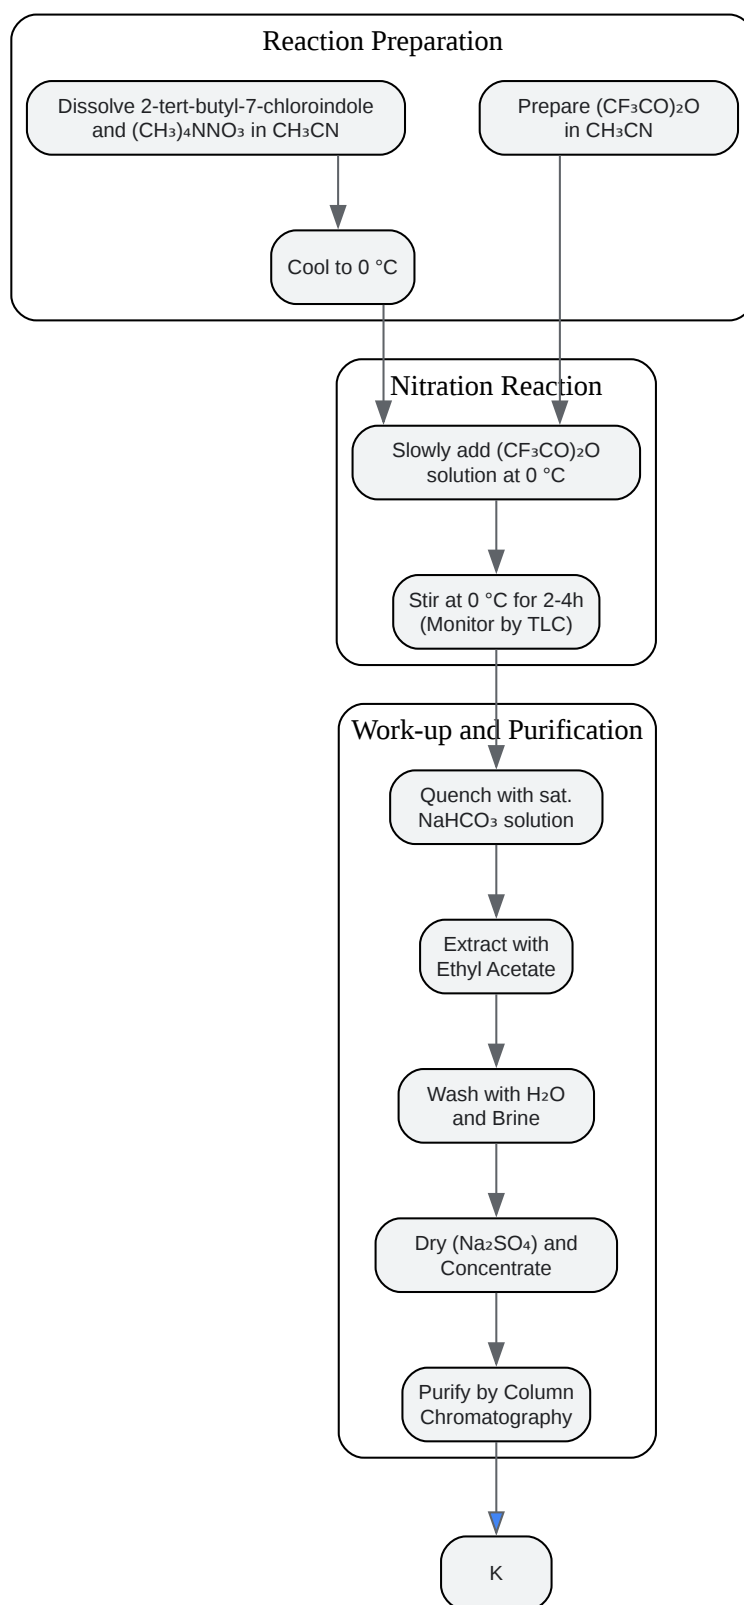 Reaction Preparation
Dissolve 2-tert-butyl-7-chloroindole
and (CH₃)₄NNO₃ in CH₃CN
Prepare (CF₃CO)₂O
in CH₃CN
Cool to 0 °C
Nitration Reaction
Slowly add (CF₃CO)₂O
solution at 0 °C
Stir at 0 °C for 2-4h
(Monitor by TLC)
Work-up and Purification
Quench with sat.
NaHCO₃ solution
Extract with
Ethyl Acetate
Wash with H₂O
and Brine
Dry (Na₂SO₄) and
Concentrate
Purify by Column
Chromatography
K